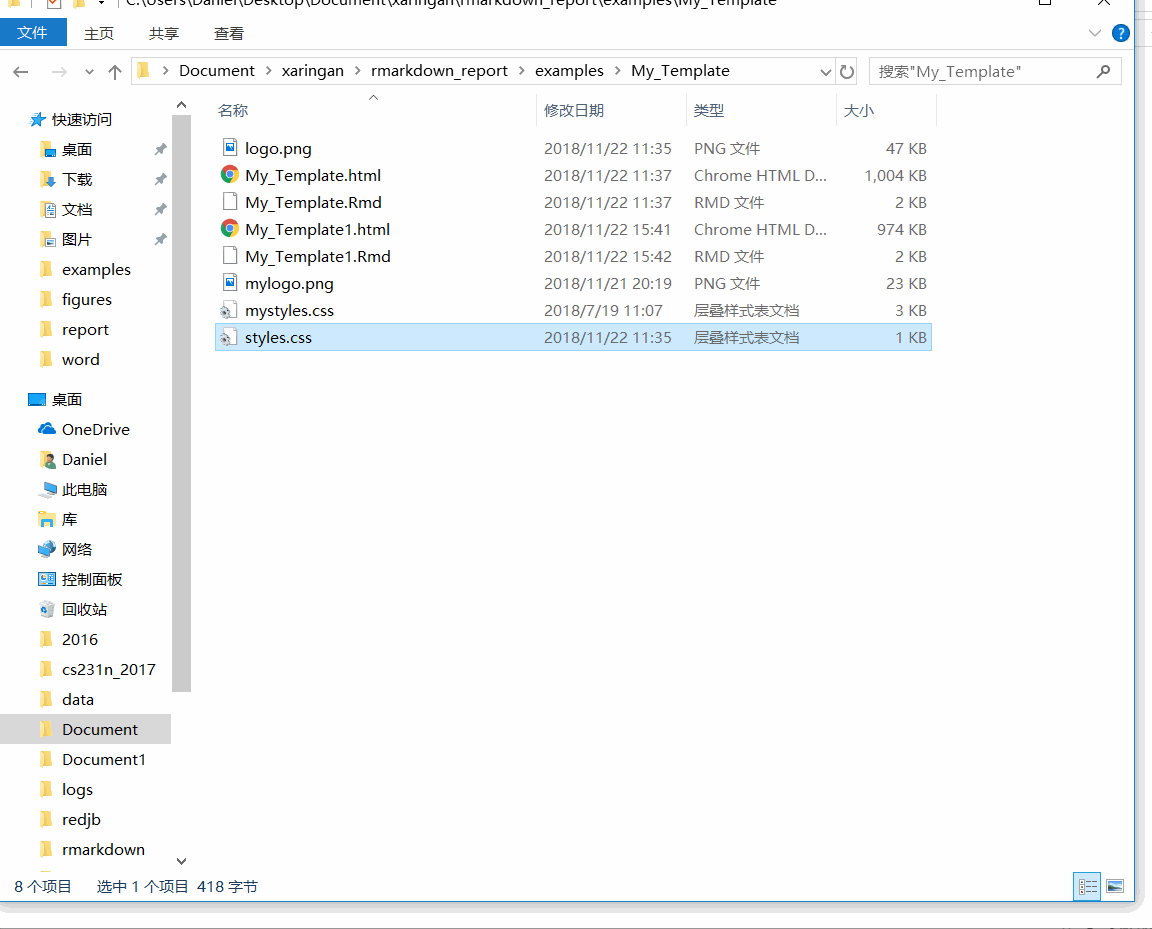 C:\Users\Daniel\Desktop\Document\xaringan\rmarkdown_report\examples\My_Template
文件 主页 共享 查看 ?
Document xaringan rmarkdown_report examples My_Template 搜索"My_Template"
名称 修改日期 类型 大小
快速访问
桌面
下载
文档
图片
examples
figures
report
word
桌面
OneDrive
Daniel
此电脑
库
网络
控制面板
回收站
2016
cs231n_2017
data
Document
Document1
logs
redjb
rmarkdown
logo.png 2018/11/22 11:35 PNG 文件 47 KB
My_Template.html 2018/11/22 11:37 Chrome HTML D... 1,004 KB
My_Template.Rmd 2018/11/22 11:37 RMD 文件 2 KB
My_Template1.html 2018/11/22 15:41 Chrome HTML D... 974 KB
My_Template1.Rmd 2018/11/22 15:42 RMD 文件 2 KB
mylogo.png 2018/11/21 20:19 PNG 文件 23 KB
mystyles.css 2018/7/19 11:07 层叠样式表文档 3 KB
styles.css 2018/11/22 11:35 层叠样式表文档 1 KB
8 个项目 选中 1 个项目 418 字节